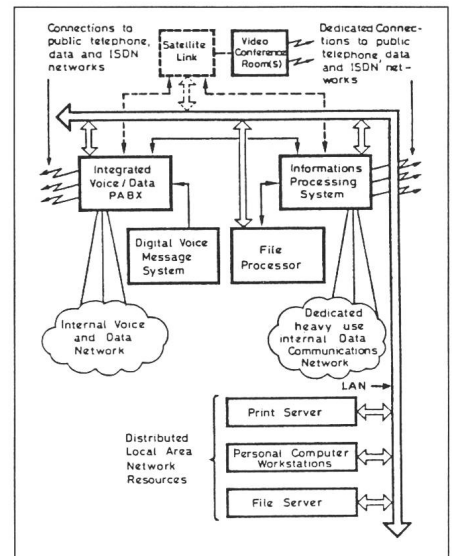 Connections to
public telephone,
data and ISDN
networks
Satellite
Link
Video
Conference
Room(s)
Dedicated Connec-
tions to public
telephone, data
and ISDN, net-
works
Integrated
Voice / Data
PABX
Informations
Processing
System
Digital Voice
Message
System
File
Processor
Internal Voice
and Data
Network
Dedicated
heavy use
internal Data
Communications
Network
LAN
Distributed
Local Area
Network
Resources
Print Server
Personal Computer
Workstations
File Server